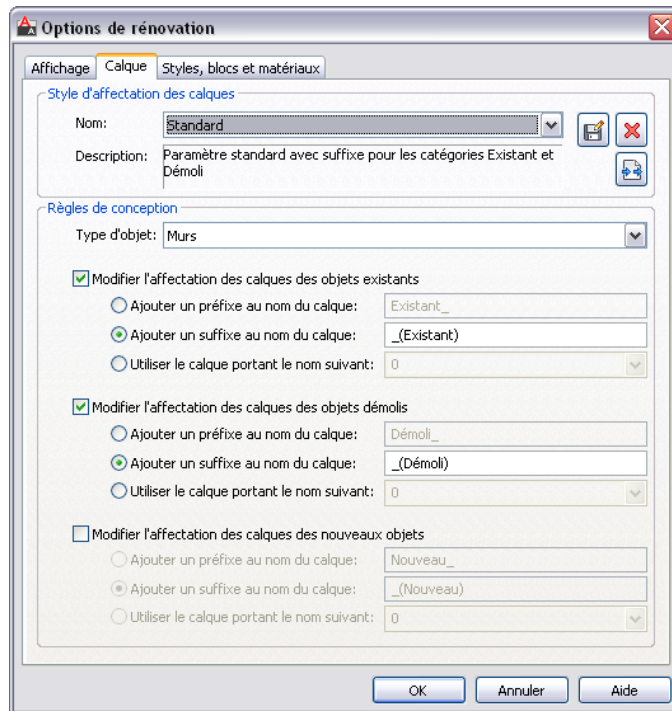 Options de rénovation
Affichage Calque Styles, blocs et matériaux
Style d'affectation des calques
Nom: Standard
Description: Paramètre standard avec suffixe pour les catégories Existant et
Démoli
Règles de conception
Type d'objet: Murs
Modifier l'affectation des calques des objets existants
Ajouter un préfixe au nom du calque: Existant_
Ajouter un suffixe au nom du calque: _(Existant)
Utiliser le calque portant le nom suivant: 0
Modifier l'affectation des calques des objets démolis
Ajouter un préfixe au nom du calque: Démoli_
Ajouter un suffixe au nom du calque: _(Démoli)
Utiliser le calque portant le nom suivant: 0
Modifier l'affectation des calques des nouveaux objets
Ajouter un préfixe au nom du calque: Nouveau_
Ajouter un suffixe au nom du calque: _(Nouveau)
Utiliser le calque portant le nom suivant: 0
OK Annuler Aide